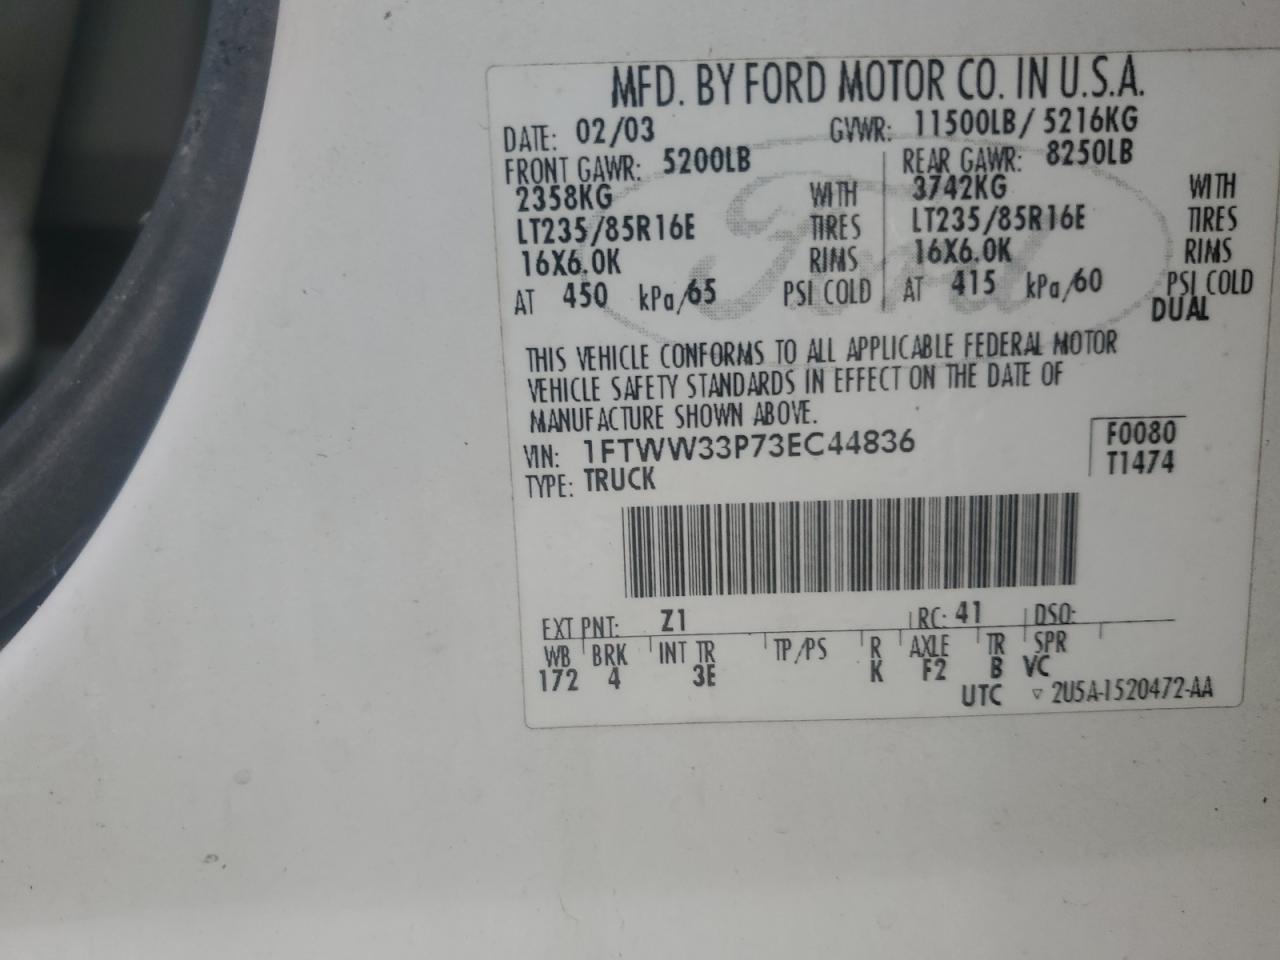 MFD. BY FORD MOTOR CO. IN U.S.A.
DATE: 02/03 GVWR: 11500LB/ 5216KG
FRONT GAWR: 5200LB REAR GAWR: 8250LB
2358KG WITH 3742KG WITH
LT235/85R16E TIRES LT235/85R16E TIRES
16X6.0K RIMS 16X6.0K RIMS
AT 450 kPa/65 PSI COLD AT 415 kPa/60 PSI COLD
DUAL
Ford
THIS VEHICLE CONFORMS TO ALL APPLICABLE FEDERAL MOTOR
VEHICLE SAFETY STANDARDS IN EFFECT ON THE DATE OF
MANUFACTURE SHOWN ABOVE.
VIN: 1FTWW33P73EC44836 F0080
TYPE: TRUCK T1474
EXT PNT: Z1 RC: 41 DSO:
WB BRK INT TR TP/PS R AXLE TR SPR
172 4 3E K F2 B VC
UTC ▿ 2U5A-1520472-AA